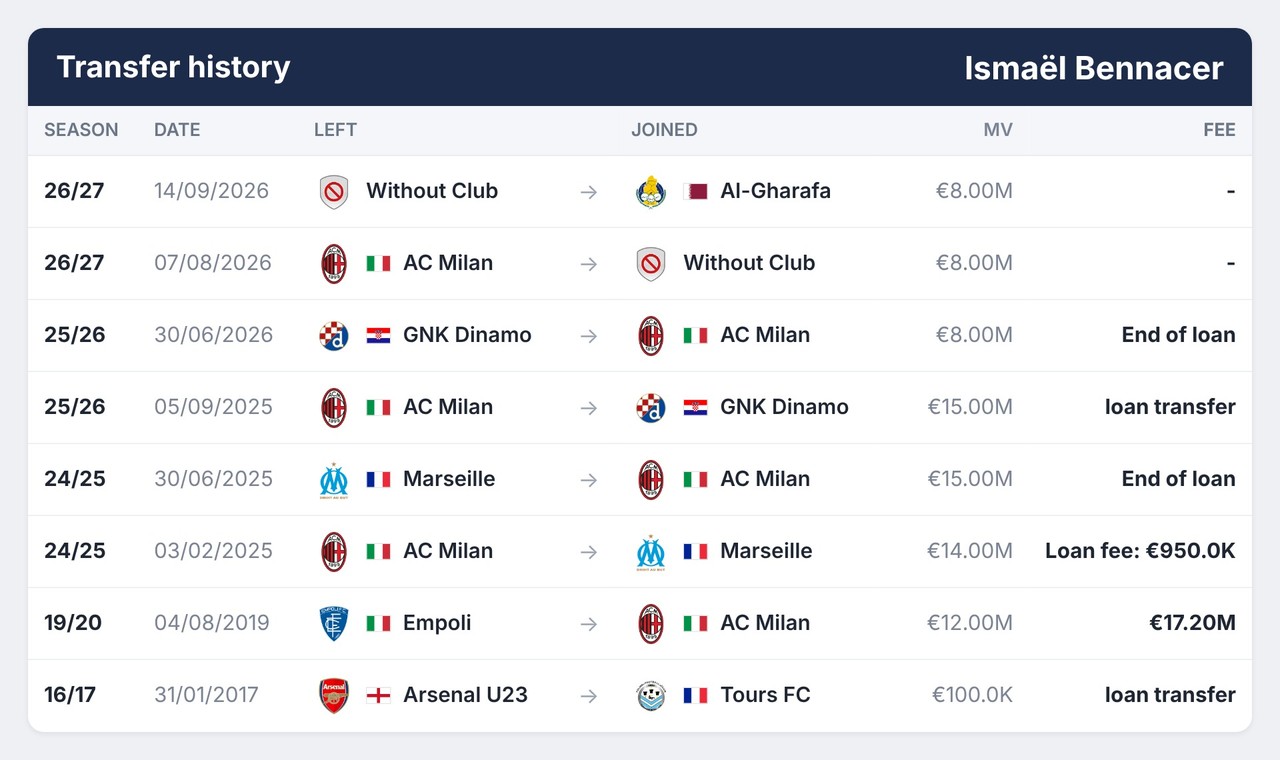 Transfer history Ismaël Bennacer
SEASON DATE LEFT JOINED MV FEE
26/27 14/09/2026 Without Club → Al-Gharafa €8.00M -
26/27 07/08/2026 AC Milan → Without Club €8.00M -
25/26 30/06/2026 GNK Dinamo → AC Milan €8.00M End of loan
25/26 05/09/2025 AC Milan → GNK Dinamo €15.00M loan transfer
24/25 30/06/2025 Marseille → AC Milan €15.00M End of loan
24/25 03/02/2025 AC Milan → Marseille €14.00M Loan fee: €950.0K
19/20 04/08/2019 Empoli → AC Milan €12.00M €17.20M
16/17 31/01/2017 Arsenal U23 → Tours FC €100.0K loan transfer